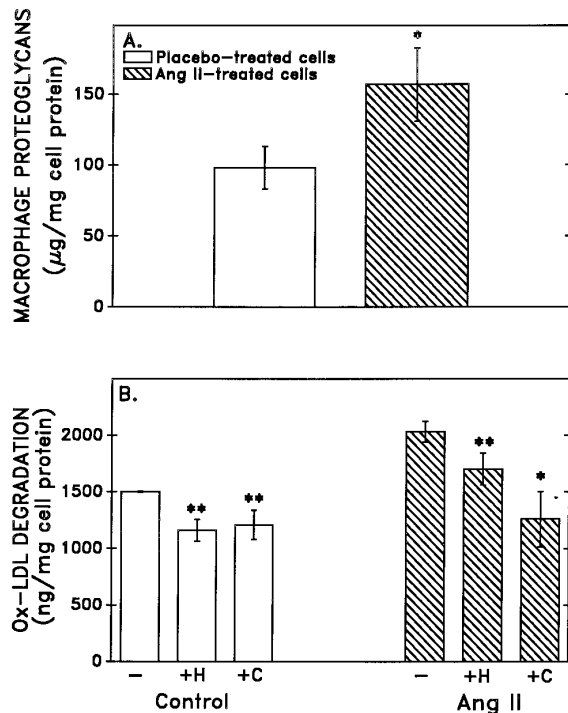 A.
Placebo-treated cells
Ang II-treated cells
*
MACROPHAGE PROTEOGLYCANS
(μg/mg cell protein)
150
100
50
0
B.
Ox-LDL DEGRADATION
(ng/mg cell protein)
2000
1500
1000
500
0
** ** ** *
− +H +C − +H +C
Control Ang II